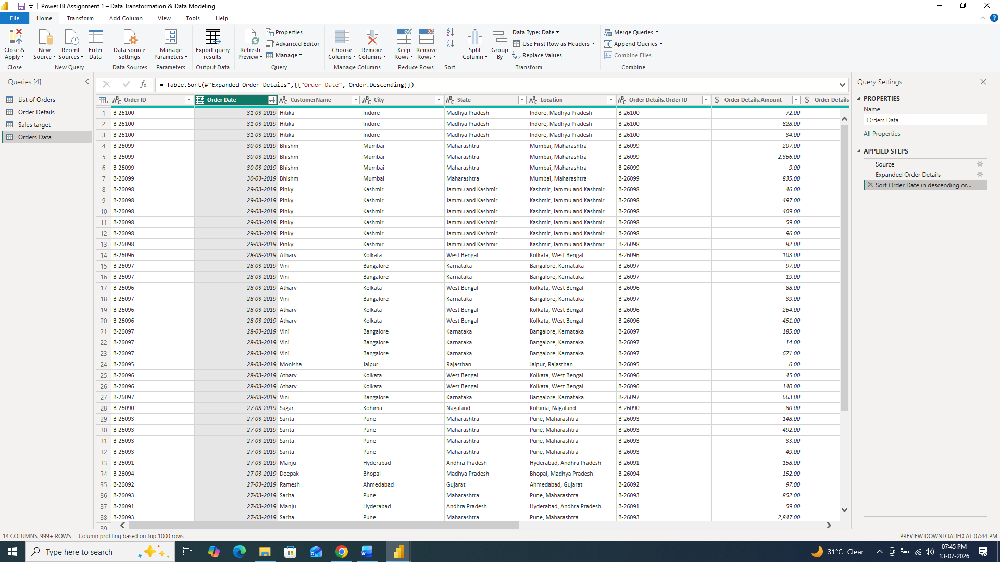 Power BI Assignment 1 – Data Transformation & Data Modeling
File Home Transform Add Column View Tools Help
Close & Apply New Source Recent Sources Enter Data Data source settings Manage Parameters Export query results Refresh Preview Properties Advanced Editor Manage Choose Columns Remove Columns Keep Rows Remove Rows Split Column Group By Data Type: Date Use First Row as Headers Replace Values Merge Queries Append Queries Combine Files
Close New Query Data Sources Parameters Output Data Query Manage Columns Reduce Rows Sort Transform Combine
Queries [4]
List of Orders
Order Details
Sales target
Orders Data
fx = Table.Sort(#"Expanded Order Details",{{"Order Date", Order.Descending}})
Order ID Order Date CustomerName City State Location Order Details.Order ID Order Details.Amount Order Details
1 B-26100 31-03-2019 Hitika Indore Madhya Pradesh Indore, Madhya Pradesh B-26100 72.00
2 B-26100 31-03-2019 Hitika Indore Madhya Pradesh Indore, Madhya Pradesh B-26100 828.00
3 B-26100 31-03-2019 Hitika Indore Madhya Pradesh Indore, Madhya Pradesh B-26100 34.00
4 B-26099 30-03-2019 Bhishm Mumbai Maharashtra Mumbai, Maharashtra B-26099 207.00
5 B-26099 30-03-2019 Bhishm Mumbai Maharashtra Mumbai, Maharashtra B-26099 2,366.00
6 B-26099 30-03-2019 Bhishm Mumbai Maharashtra Mumbai, Maharashtra B-26099 9.00
7 B-26099 30-03-2019 Bhishm Mumbai Maharashtra Mumbai, Maharashtra B-26099 835.00
8 B-26098 29-03-2019 Pinky Kashmir Jammu and Kashmir Kashmir, Jammu and Kashmir B-26098 46.00
9 B-26098 29-03-2019 Pinky Kashmir Jammu and Kashmir Kashmir, Jammu and Kashmir B-26098 497.00
10 B-26098 29-03-2019 Pinky Kashmir Jammu and Kashmir Kashmir, Jammu and Kashmir B-26098 409.00
11 B-26098 29-03-2019 Pinky Kashmir Jammu and Kashmir Kashmir, Jammu and Kashmir B-26098 59.00
12 B-26098 29-03-2019 Pinky Kashmir Jammu and Kashmir Kashmir, Jammu and Kashmir B-26098 96.00
13 B-26098 29-03-2019 Pinky Kashmir Jammu and Kashmir Kashmir, Jammu and Kashmir B-26098 82.00
14 B-26096 28-03-2019 Atharv Kolkata West Bengal Kolkata, West Bengal B-26096 103.00
15 B-26097 28-03-2019 Vini Bangalore Karnataka Bangalore, Karnataka B-26097 97.00
16 B-26097 28-03-2019 Vini Bangalore Karnataka Bangalore, Karnataka B-26097 19.00
17 B-26096 28-03-2019 Atharv Kolkata West Bengal Kolkata, West Bengal B-26096 88.00
18 B-26097 28-03-2019 Vini Bangalore Karnataka Bangalore, Karnataka B-26097 39.00
19 B-26096 28-03-2019 Atharv Kolkata West Bengal Kolkata, West Bengal B-26096 264.00
20 B-26096 28-03-2019 Atharv Kolkata West Bengal Kolkata, West Bengal B-26096 451.00
21 B-26097 28-03-2019 Vini Bangalore Karnataka Bangalore, Karnataka B-26097 185.00
22 B-26097 28-03-2019 Vini Bangalore Karnataka Bangalore, Karnataka B-26097 14.00
23 B-26097 28-03-2019 Vini Bangalore Karnataka Bangalore, Karnataka B-26097 671.00
24 B-26095 28-03-2019 Monisha Jaipur Rajasthan Jaipur, Rajasthan B-26095 6.00
25 B-26096 28-03-2019 Atharv Kolkata West Bengal Kolkata, West Bengal B-26096 45.00
26 B-26096 28-03-2019 Atharv Kolkata West Bengal Kolkata, West Bengal B-26096 140.00
27 B-26097 28-03-2019 Vini Bangalore Karnataka Bangalore, Karnataka B-26097 663.00
28 B-26090 27-03-2019 Sagar Kohima Nagaland Kohima, Nagaland B-26090 80.00
29 B-26093 27-03-2019 Sarita Pune Maharashtra Pune, Maharashtra B-26093 148.00
30 B-26093 27-03-2019 Sarita Pune Maharashtra Pune, Maharashtra B-26093 492.00
31 B-26093 27-03-2019 Sarita Pune Maharashtra Pune, Maharashtra B-26093 33.00
32 B-26093 27-03-2019 Sarita Pune Maharashtra Pune, Maharashtra B-26093 49.00
33 B-26091 27-03-2019 Manju Hyderabad Andhra Pradesh Hyderabad, Andhra Pradesh B-26091 158.00
34 B-26094 27-03-2019 Deepak Bhopal Madhya Pradesh Bhopal, Madhya Pradesh B-26094 152.00
35 B-26092 27-03-2019 Ramesh Ahmedabad Gujarat Ahmedabad, Gujarat B-26092 97.00
36 B-26093 27-03-2019 Sarita Pune Maharashtra Pune, Maharashtra B-26093 852.00
37 B-26091 27-03-2019 Manju Hyderabad Andhra Pradesh Hyderabad, Andhra Pradesh B-26091 59.00
38 B-26093 27-03-2019 Sarita Pune Maharashtra Pune, Maharashtra B-26093 2,847.00
39
Query Settings
PROPERTIES
Name
Orders Data
All Properties
APPLIED STEPS
Source
Expanded Order Details
Sort Order Date in descending or...
14 COLUMNS, 999+ ROWS Column profiling based on top 1000 rows PREVIEW DOWNLOADED AT 07:44 PM
Type here to search 31°C Clear 07:45 PM
13-07-2026